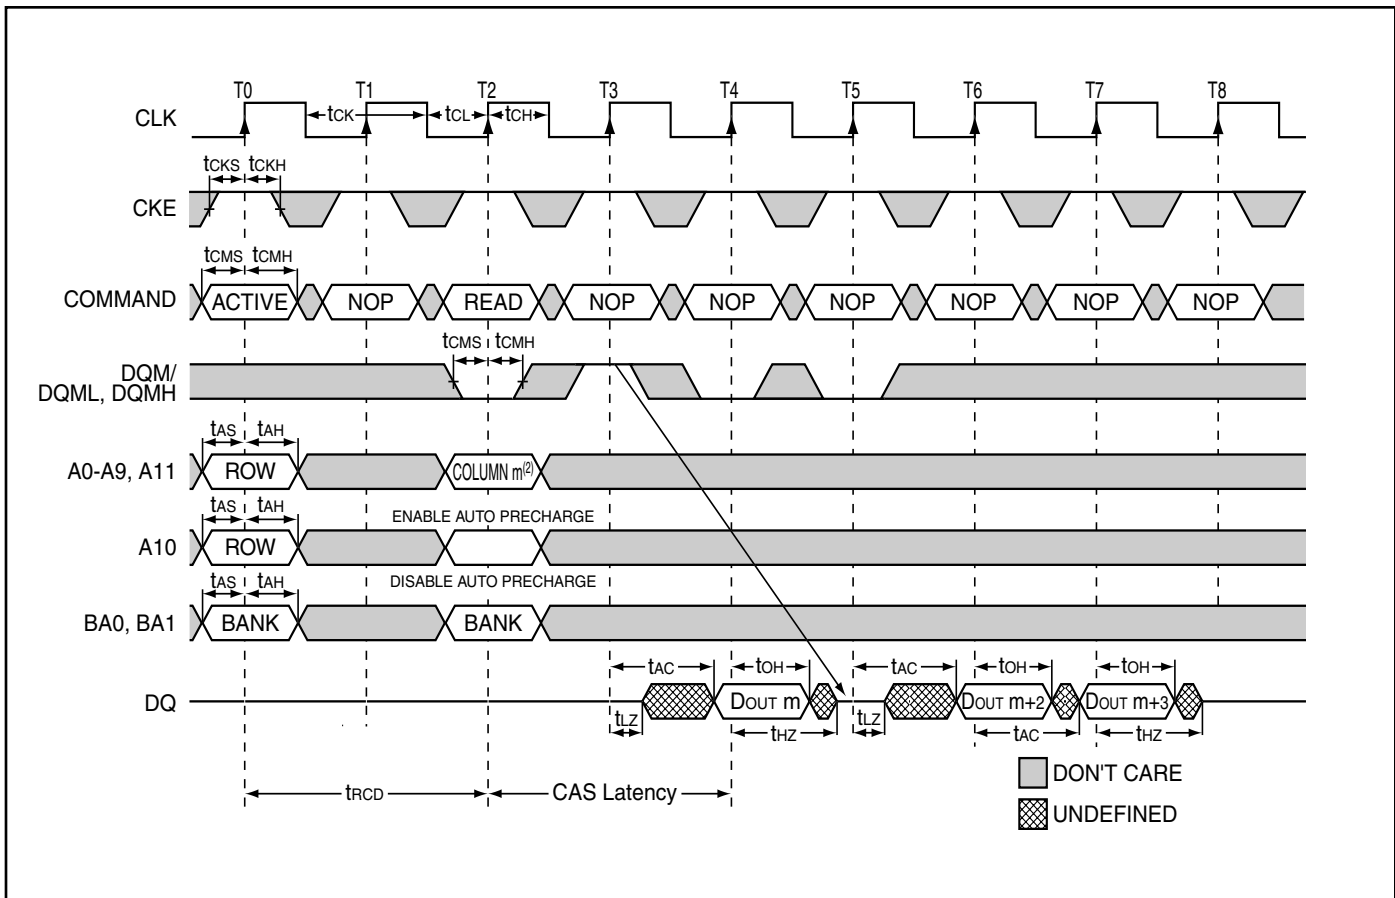 T0 T1 T2 T3 T4 T5 T6 T7 T8
CLK tCK tCL tCH
tCKS tCKH
CKE
tCMS tCMH
COMMAND ACTIVE NOP READ NOP NOP NOP NOP NOP NOP
tCMS tCMH
DQM/
DQML, DQMH
tAS tAH
A0-A9, A11 ROW COLUMN m(2)
tAS tAH ENABLE AUTO PRECHARGE
A10 ROW
tAS tAH DISABLE AUTO PRECHARGE
BA0, BA1 BANK BANK
tAC tOH tAC tOH tOH
DQ DOUT m DOUT m+2 DOUT m+3
tLZ tHZ tLZ tAC tHZ
DON'T CARE
tRCD CAS Latency
UNDEFINED